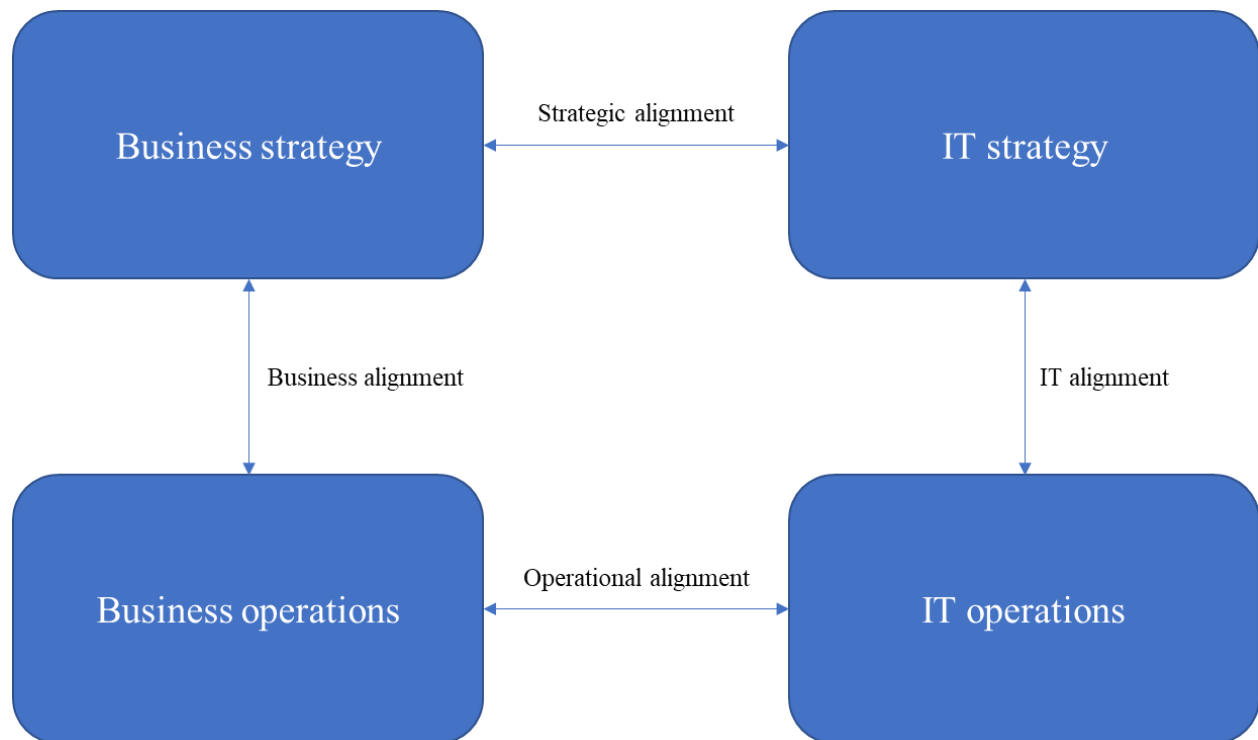 Business strategy
Strategic alignment
IT strategy
Business alignment
IT alignment
Business operations
Operational alignment
IT operations